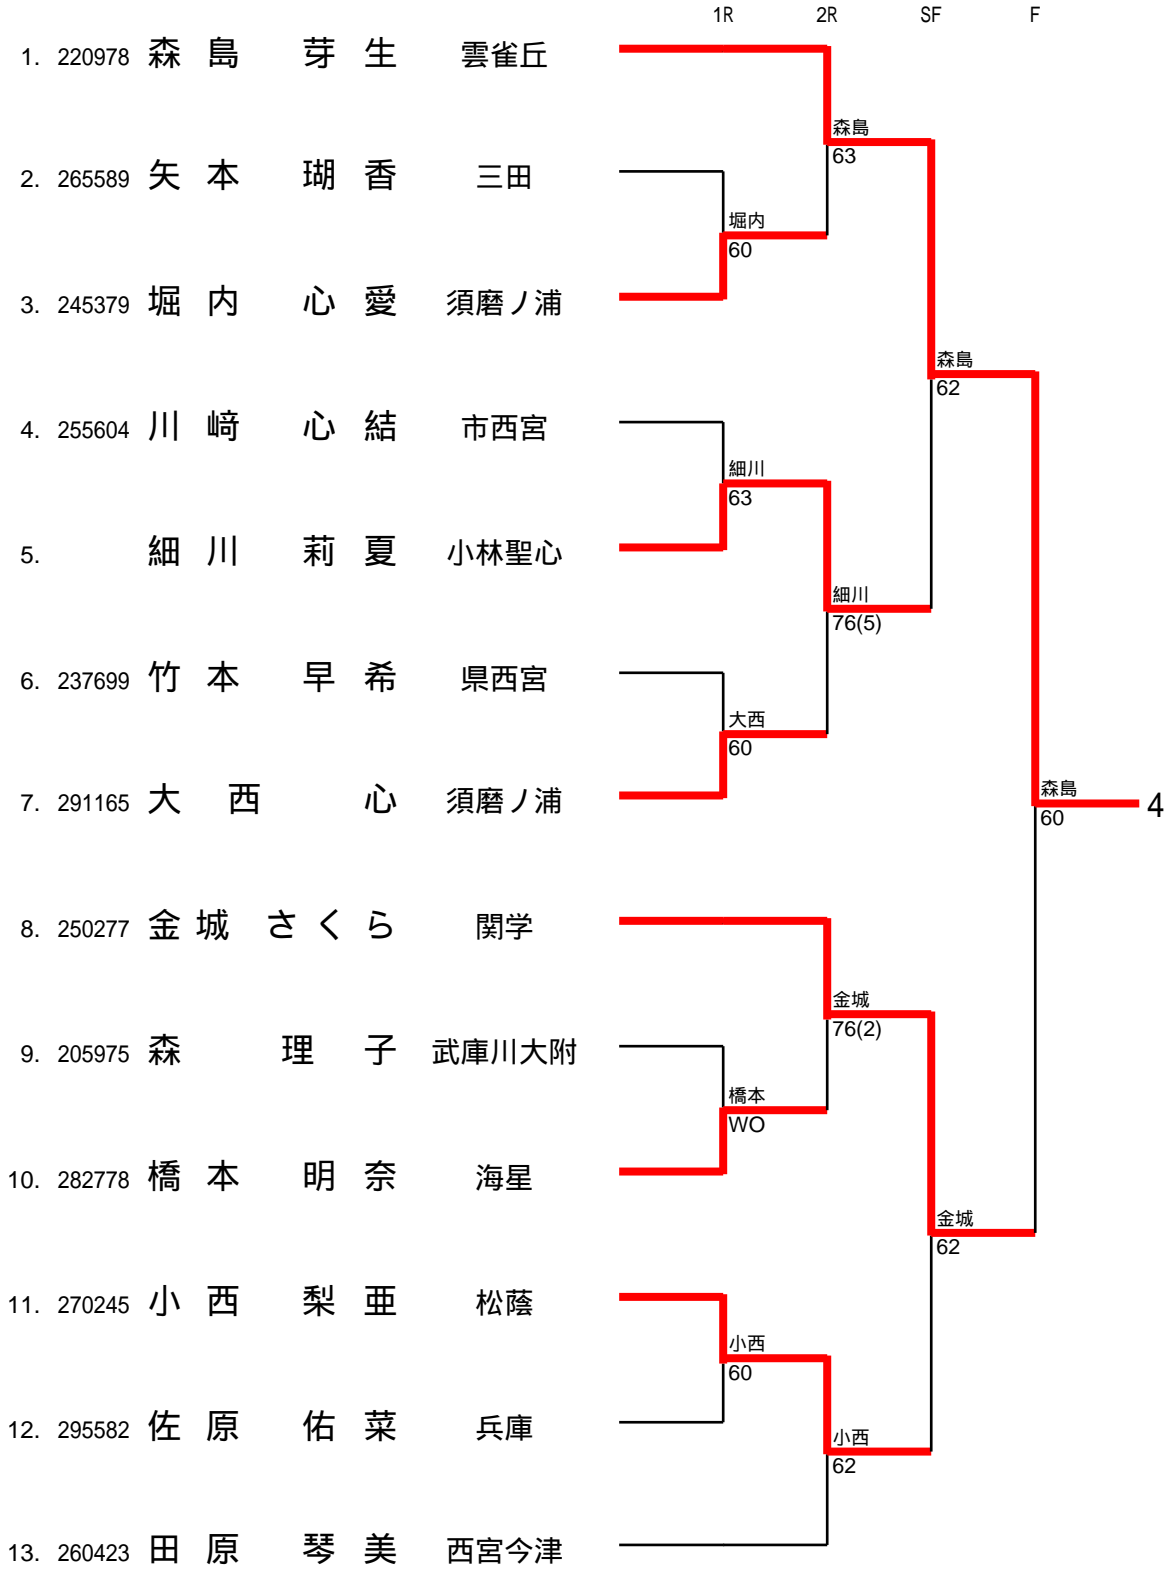 1R 2R SF F
1. 220978 森島 芽生 雲雀丘
森島
63
2. 265589 矢本 瑚香 三田
堀内
60
3. 245379 堀内 心愛 須磨ノ浦
森島
62
4. 255604 川﨑 心結 市西宮
細川
63
5. 細川 莉夏 小林聖心
細川
76(5)
6. 237699 竹本 早希 県西宮
大西
60
7. 291165 大西 心 須磨ノ浦
森島
60
4
8. 250277 金城 さくら 関学
金城
76(2)
9. 205975 森 理子 武庫川大附
橋本
WO
10. 282778 橋本 明奈 海星
金城
62
11. 270245 小西 梨亜 松蔭
小西
60
12. 295582 佐原 佑菜 兵庫
小西
62
13. 260423 田原 琴美 西宮今津